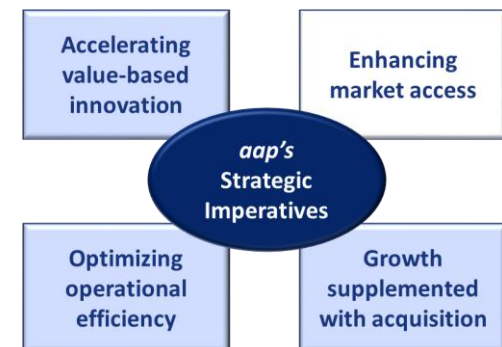 Accelerating
value-based
innovation
Enhancing
market access
aap's
Strategic
Imperatives
Optimizing
operational
efficiency
Growth
supplemented
with acquisition